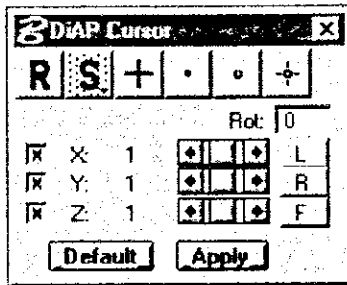 DiAP Cursor
R S
Rot: 0
X: 1 L
Y: 1 R
Z: 1 F
Default Apply